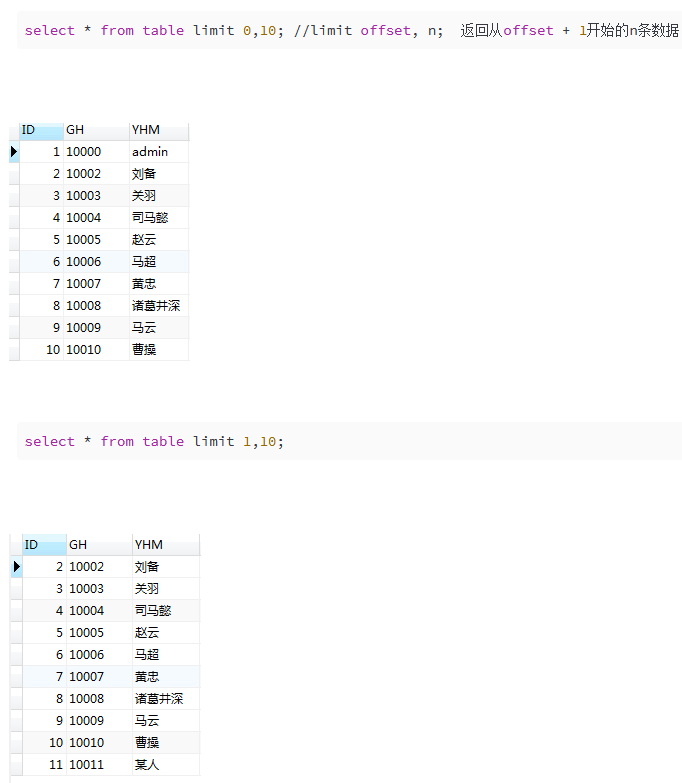 select * from table limit 0,10; //limit offset, n;  返回从offset + 1开始的n条数据
ID GH YHM
1 10000 admin
2 10002 刘备
3 10003 关羽
4 10004 司马懿
5 10005 赵云
6 10006 马超
7 10007 黄忠
8 10008 诸葛井深
9 10009 马云
10 10010 曹操
select * from table limit 1,10;
ID GH YHM
2 10002 刘备
3 10003 关羽
4 10004 司马懿
5 10005 赵云
6 10006 马超
7 10007 黄忠
8 10008 诸葛井深
9 10009 马云
10 10010 曹操
11 10011 某人